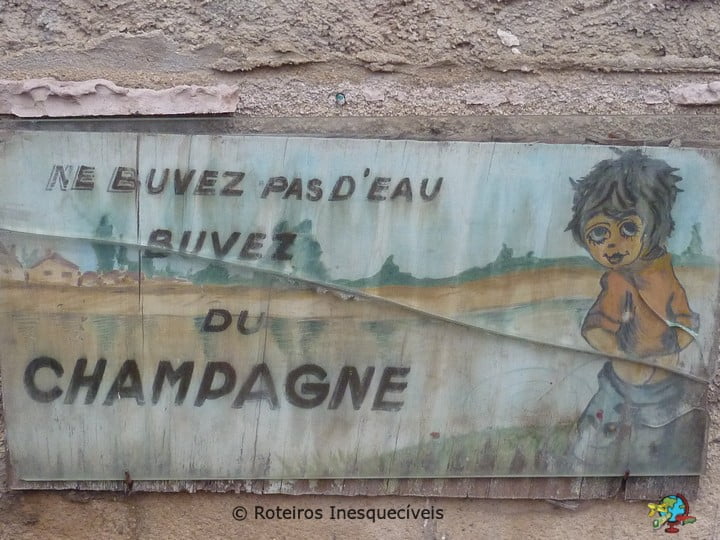 NE BUVEZ PAS D'EAU
BUVEZ
DU
CHAMPAGNE
© Roteiros Inesquecíveis